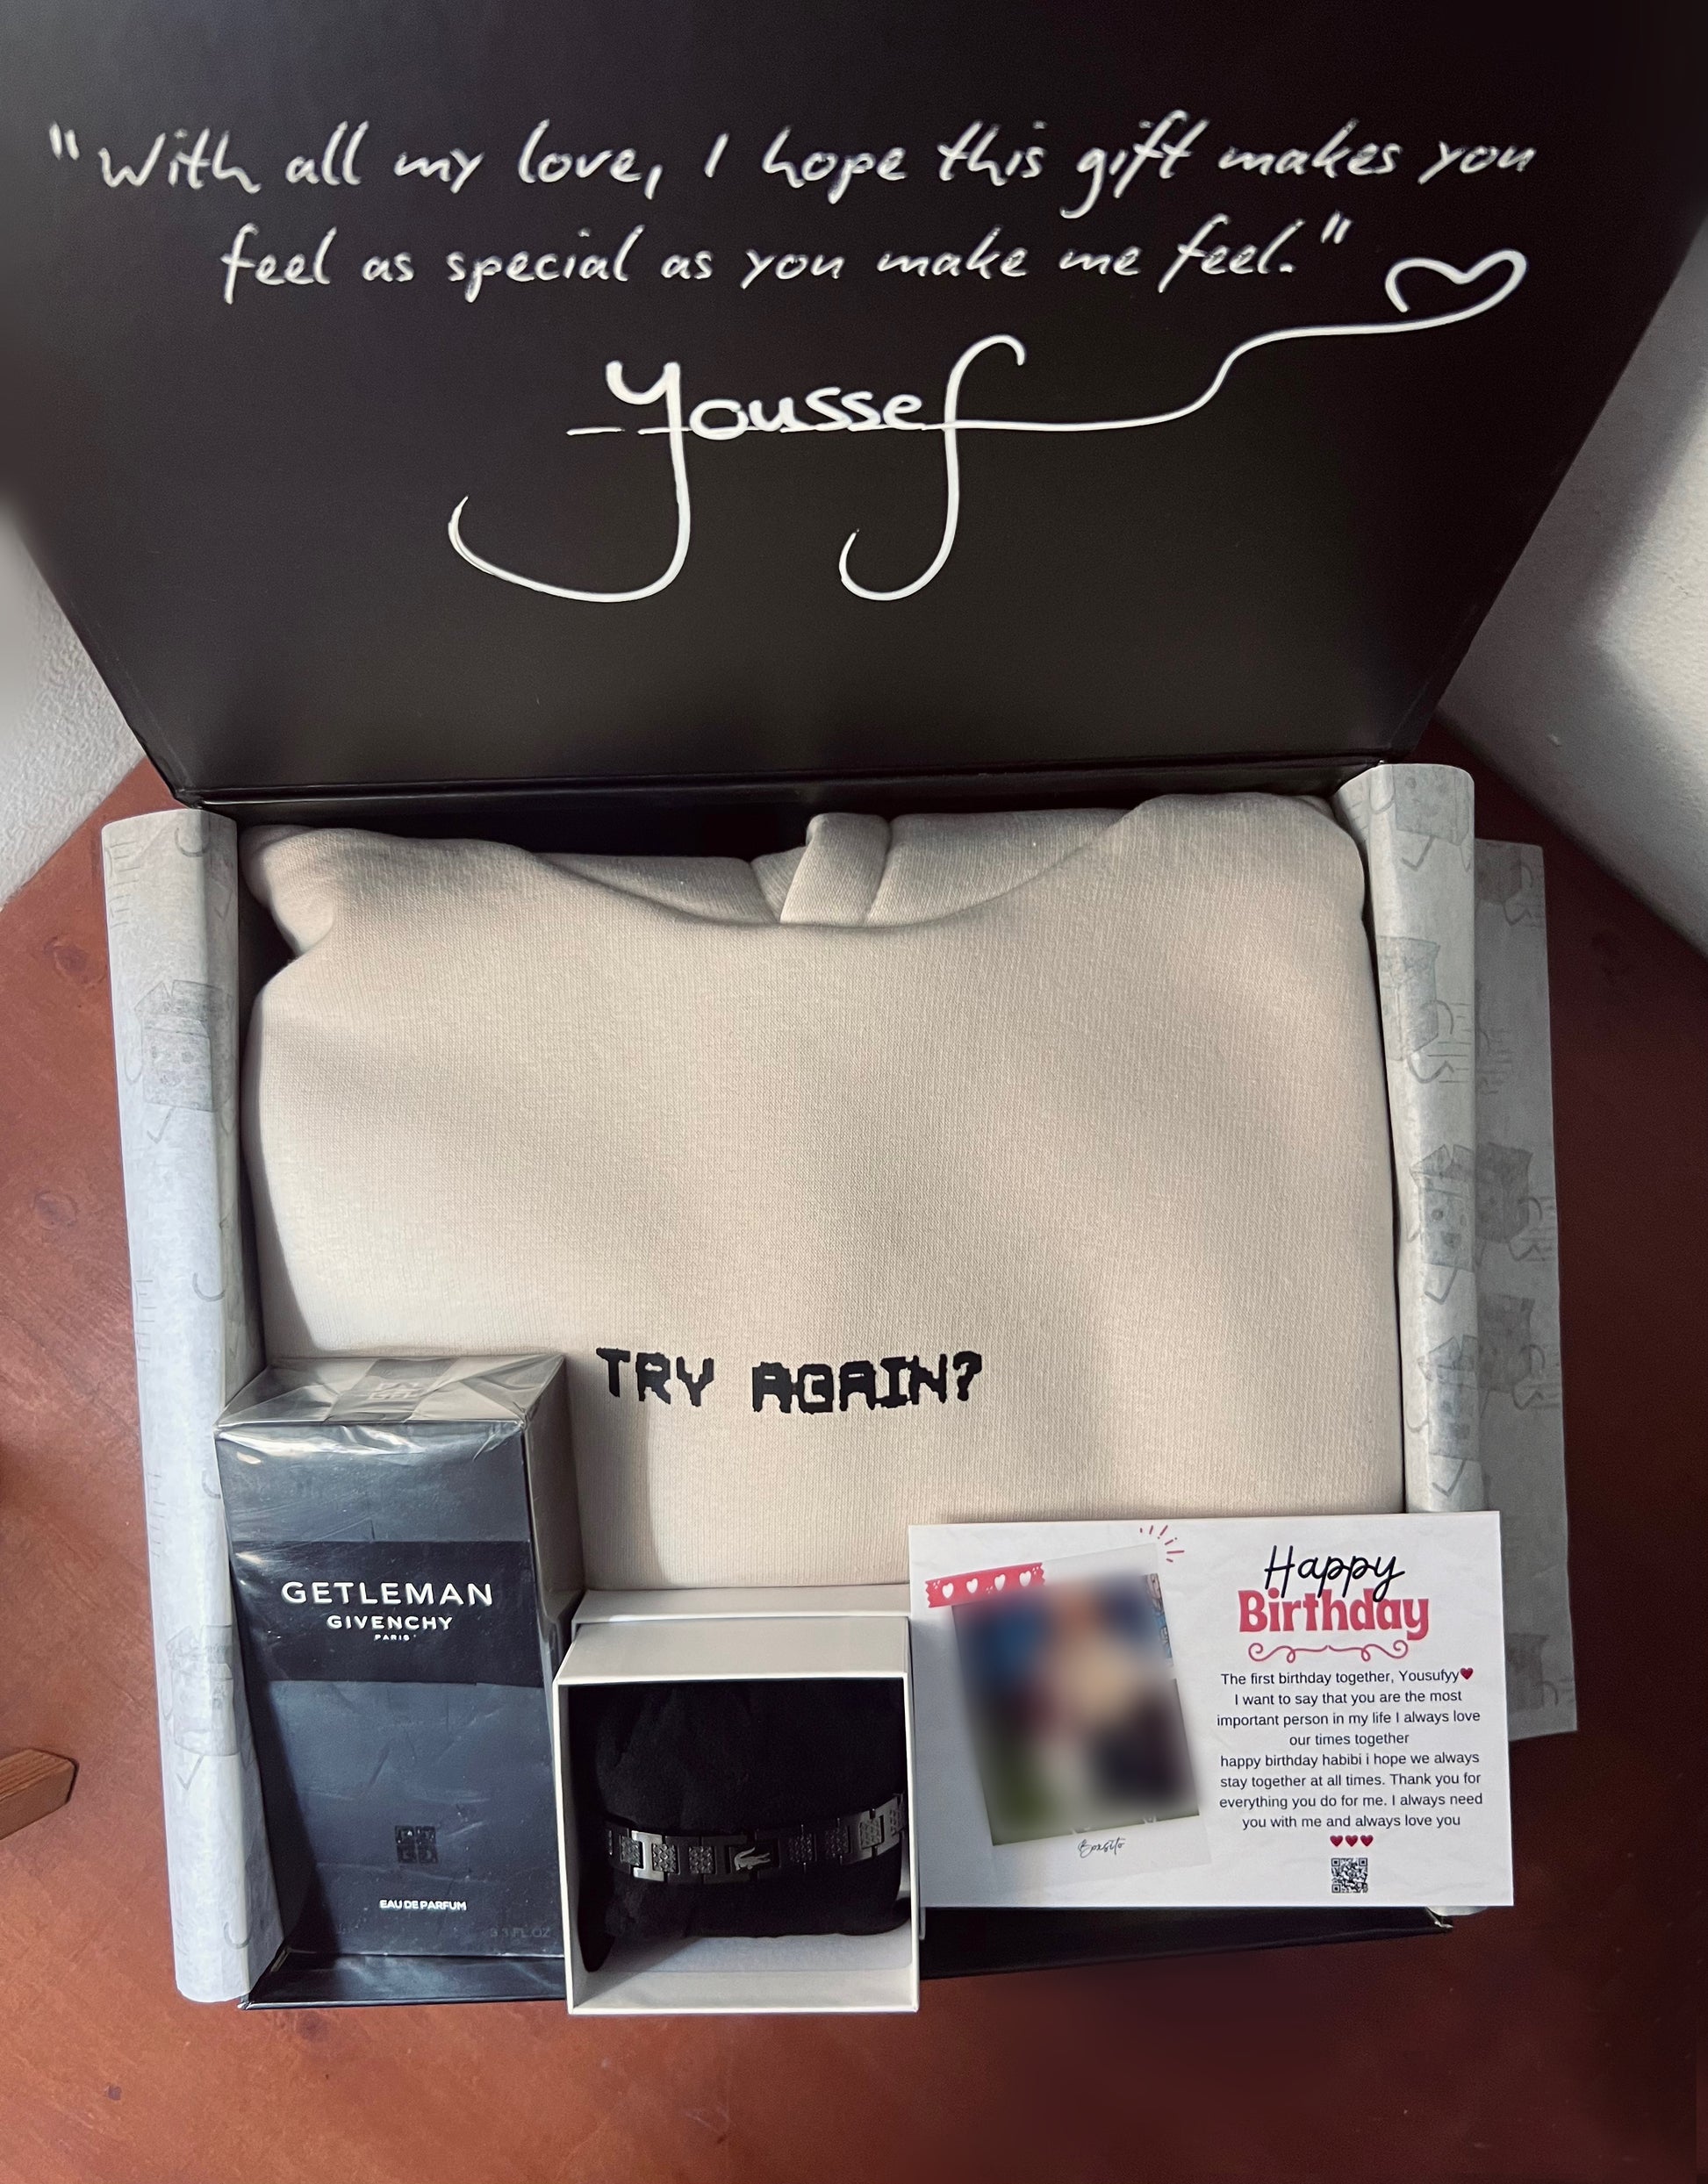 "With all my love, I hope this gift makes you
feel as special as you make me feel."
Youssef
TRY AGAIN?
GETLEMAN
GIVENCHY
PARIS
EAU DE PARFUM
3.3 FL.OZ
Happy
Birthday
The first birthday together, Yousufyy♥
I want to say that you are the most
important person in my life I always love
our times together
happy birthday habibi i hope we always
stay together at all times. Thank you for
everything you do for me. I always need
you with me and always love you
♥♥♥